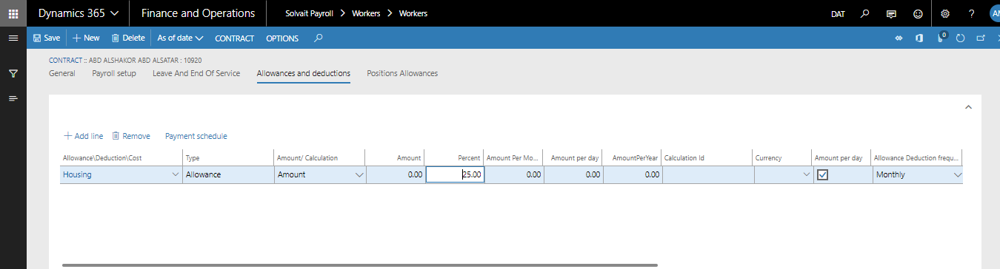 Dynamics 365 Finance and Operations Solvait Payroll > Workers > Workers DAT ?
Save + New Delete As of date CONTRACT OPTIONS 0
CONTRACT :: ABD ALSHAKOR ABD ALSATAR : 10920
General Payroll setup Leave And End Of Service Allowances and deductions Positions Allowances
+ Add line Remove Payment schedule
Allowance\Deduction\Cost Type Amount/ Calculation Amount Percent Amount Per Mo... Amount per day AmountPerYear Calculation Id Currency Amount per day Allowance Deduction frequ...
Housing Allowance Amount 0.00 25.00 0.00 0.00 0.00 Monthly